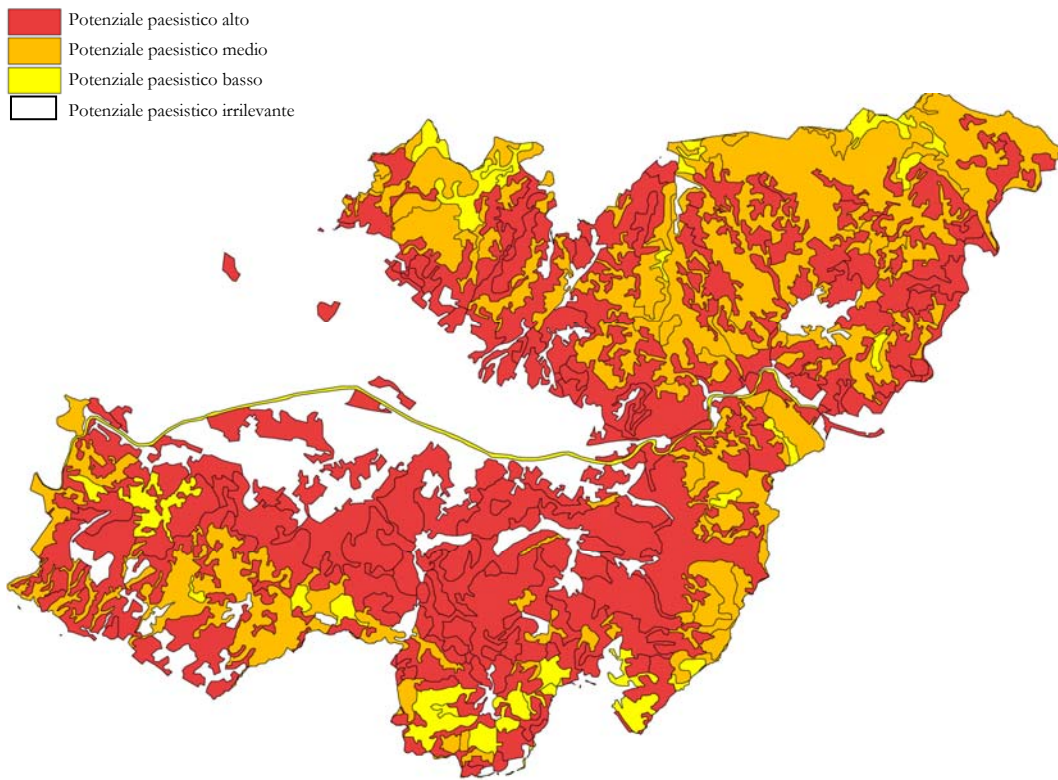 Potenziale paesistico alto
Potenziale paesistico medio
Potenziale paesistico basso
Potenziale paesistico irrilevante